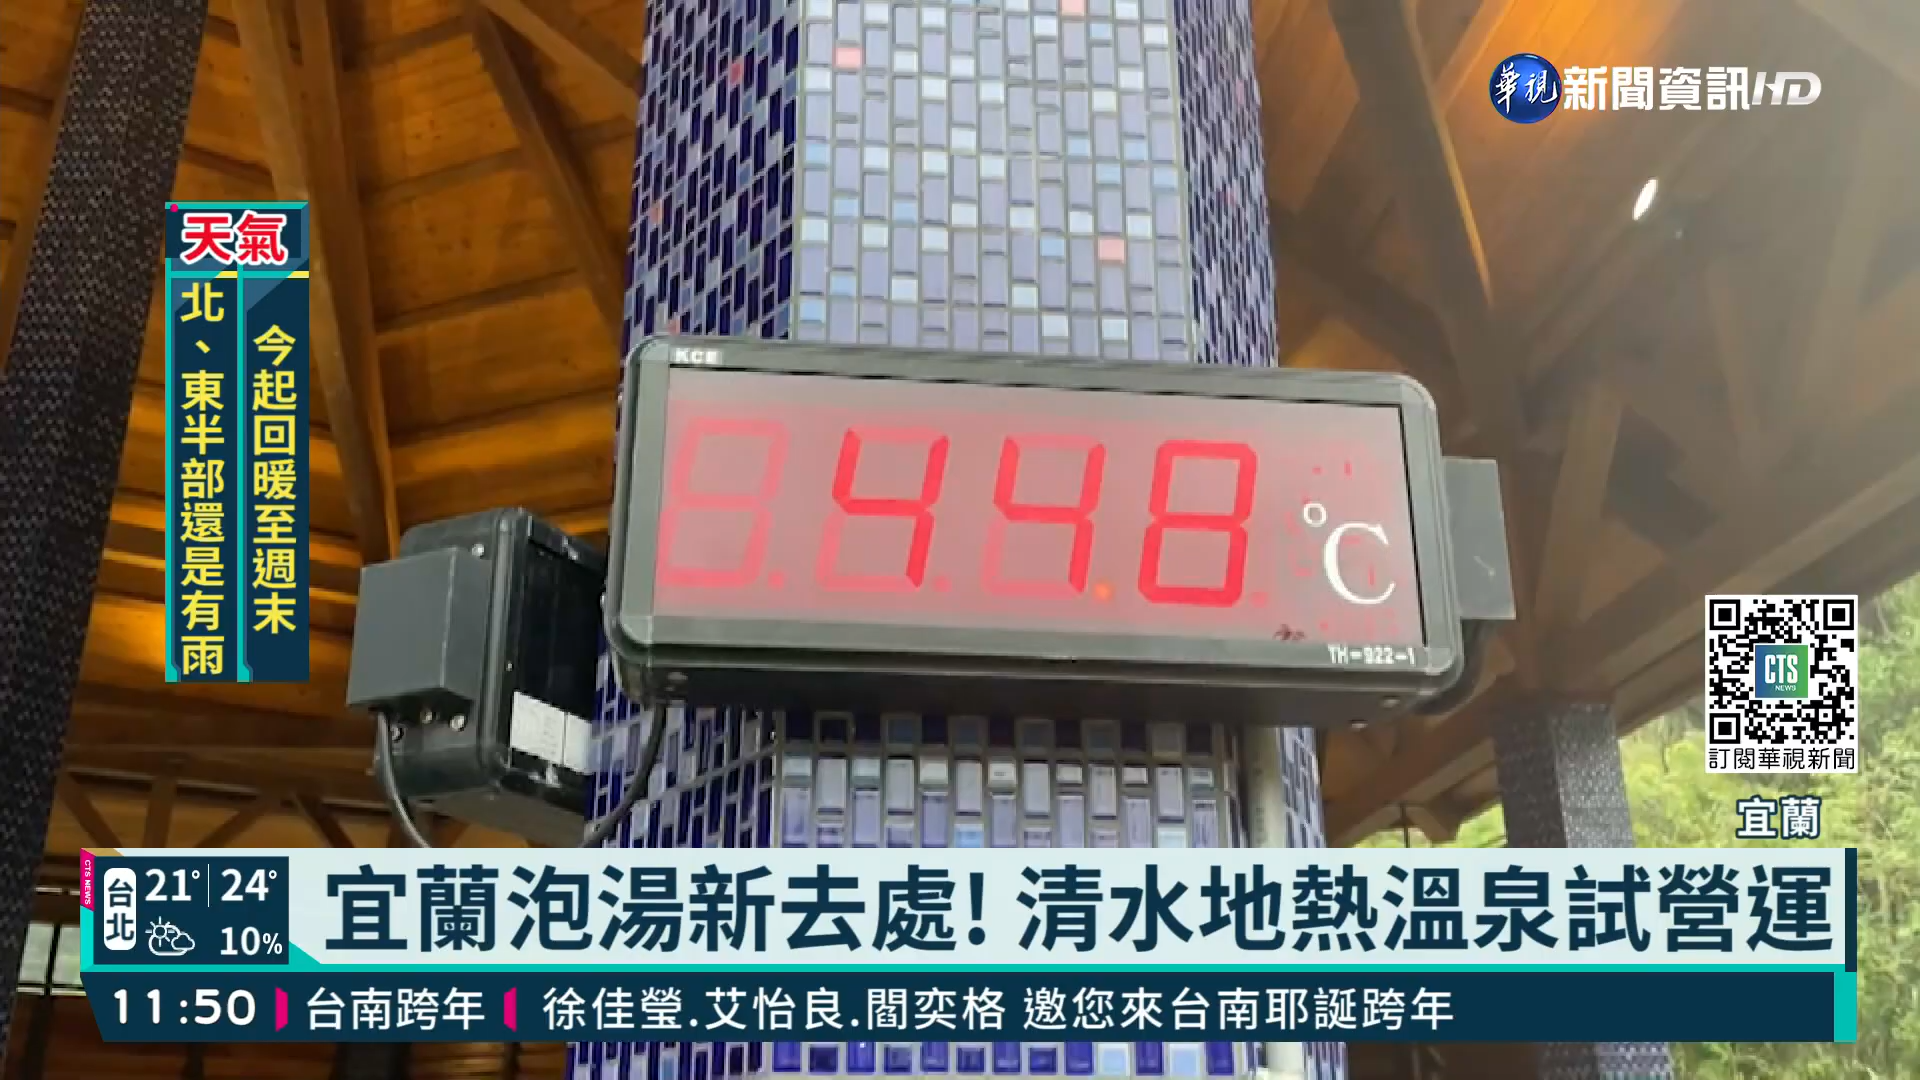 華視 新聞資訊HD
天氣
今起回暖至週末
北、東半部還是有雨
KCE
44.8 °C
TH-922-1
CTS NEWS
訂閱華視新聞
宜蘭
CTS NEWS
台北 21° 24° 10%
宜蘭泡湯新去處! 清水地熱溫泉試營運
11:50 台南跨年 徐佳瑩.艾怡良.閻奕格 邀您來台南耶誕跨年